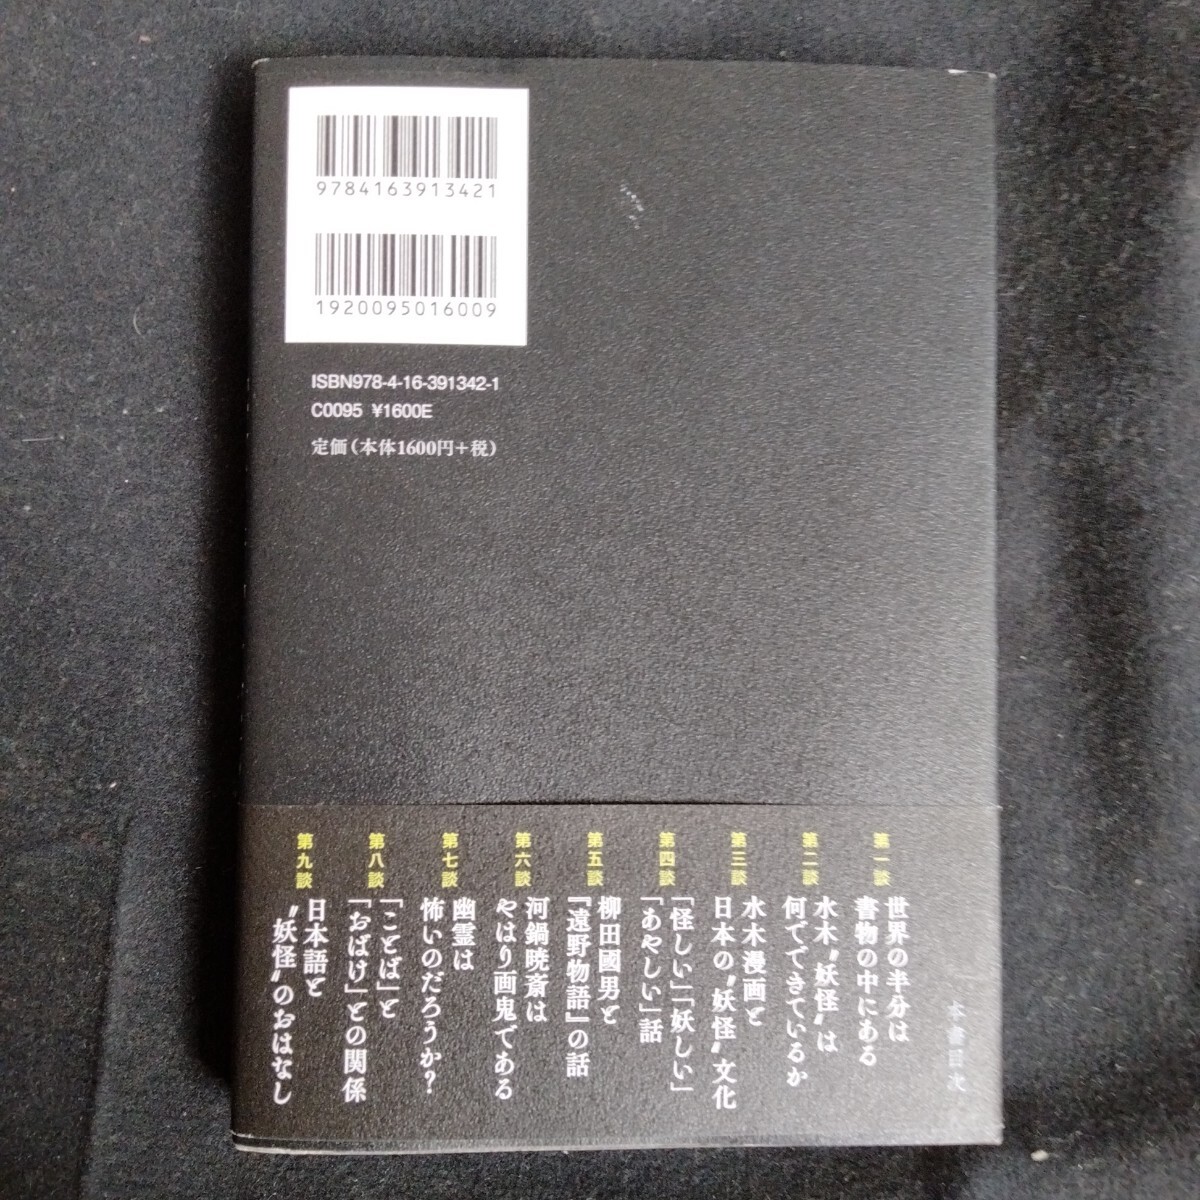 9784163913421
1920095016009
ISBN978-4-16-391342-1
C0095 ¥1600E
定価(本体1600円+税)
本書目次
第一談
世界の半分は
書物の中にある
第二談
水木〝妖怪〟は
何でできているか
第三談
水木漫画と
日本の〝妖怪〟文化
第四談
「怪しい」「妖しい」
「あやしい」話
第五談
柳田國男と
『遠野物語』の話
第六談
河鍋暁斎は
やはり画鬼である
第七談
幽霊は
怖いのだろうか?
第八談
「ことば」と
「おばけ」との関係
第九談
日本語と
〝妖怪〟のおはなし